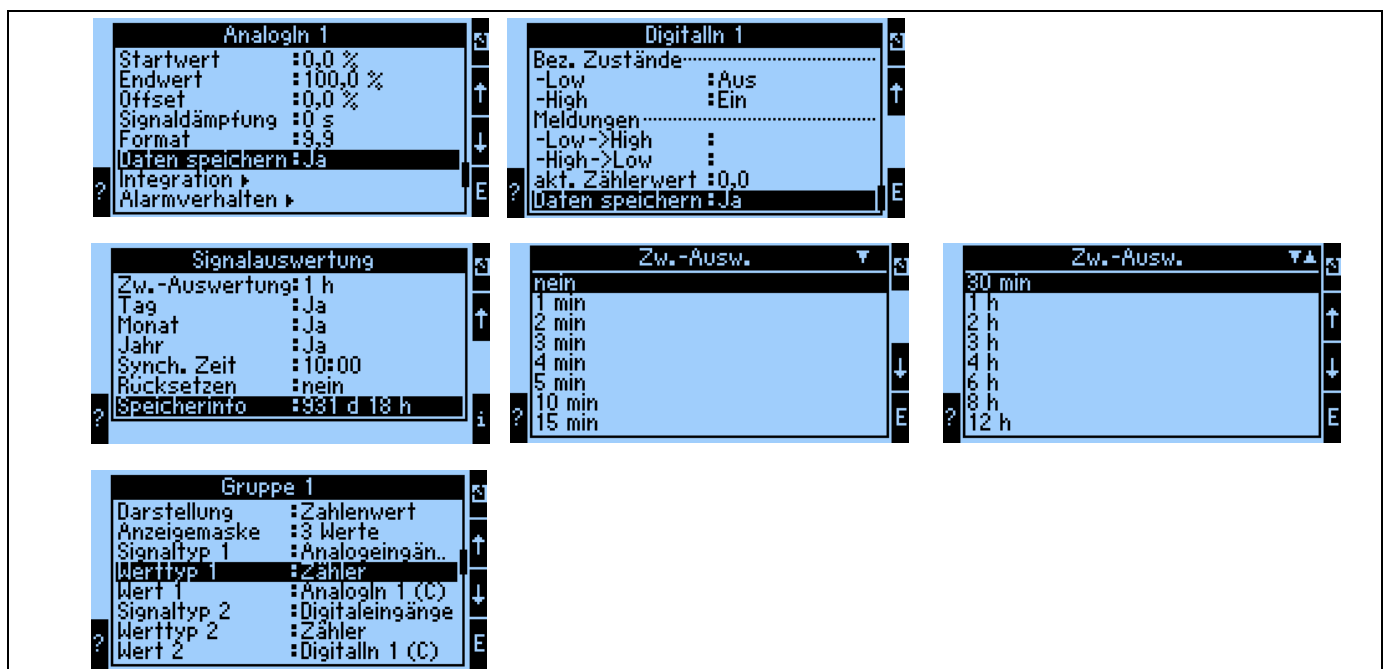 AnalogIn 1
Startwert :0,0 %
Endwert :100,0 %
Offset :0,0 %
Signaldämpfung :0 s
Format :9,9
Daten speichern:Ja
Integration ▸
Alarmverhalten ▸
?
E
DigitalIn 1
Bez. Zustände
-Low :Aus
-High :Ein
Meldungen
-Low->High :
-High->Low :
akt. Zählerwert :0,0
Daten speichern:Ja
?
E
Signalauswertung
Zw.-Auswertung:1 h
Tag :Ja
Monat :Ja
Jahr :Ja
Synch. Zeit :10:00
Rücksetzen :nein
Speicherinfo :931 d 18 h
?
i
Zw.-Ausw.
nein
1 min
2 min
3 min
4 min
5 min
10 min
15 min
?
E
Zw.-Ausw.
30 min
1 h
2 h
3 h
4 h
6 h
8 h
12 h
?
E
Gruppe 1
Darstellung :Zahlenwert
Anzeigemaske :3 Werte
Signaltyp 1 :Analogeingän..
Werttyp 1 :Zähler
Wert 1 :AnalogIn 1 (C)
Signaltyp 2 :Digitaleingänge
Werttyp 2 :Zähler
Wert 2 :DigitalIn 1 (C)
?
E